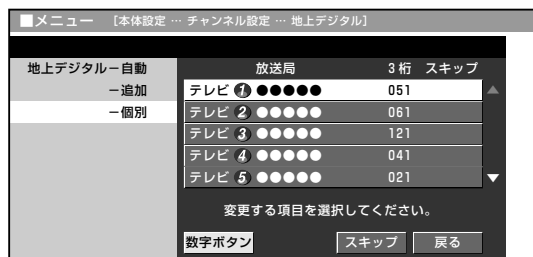 ■メニュー [本体設定 … チャンネル設定 … 地上デジタル]
地上デジタル－自動
－追加
－個別
放送局 3桁 スキップ
テレビ 1 ●●●●● 051
テレビ 2 ●●●●● 061
テレビ 3 ●●●●● 121
テレビ 4 ●●●●● 041
テレビ 5 ●●●●● 021
変更する項目を選択してください。
数字ボタン スキップ 戻る